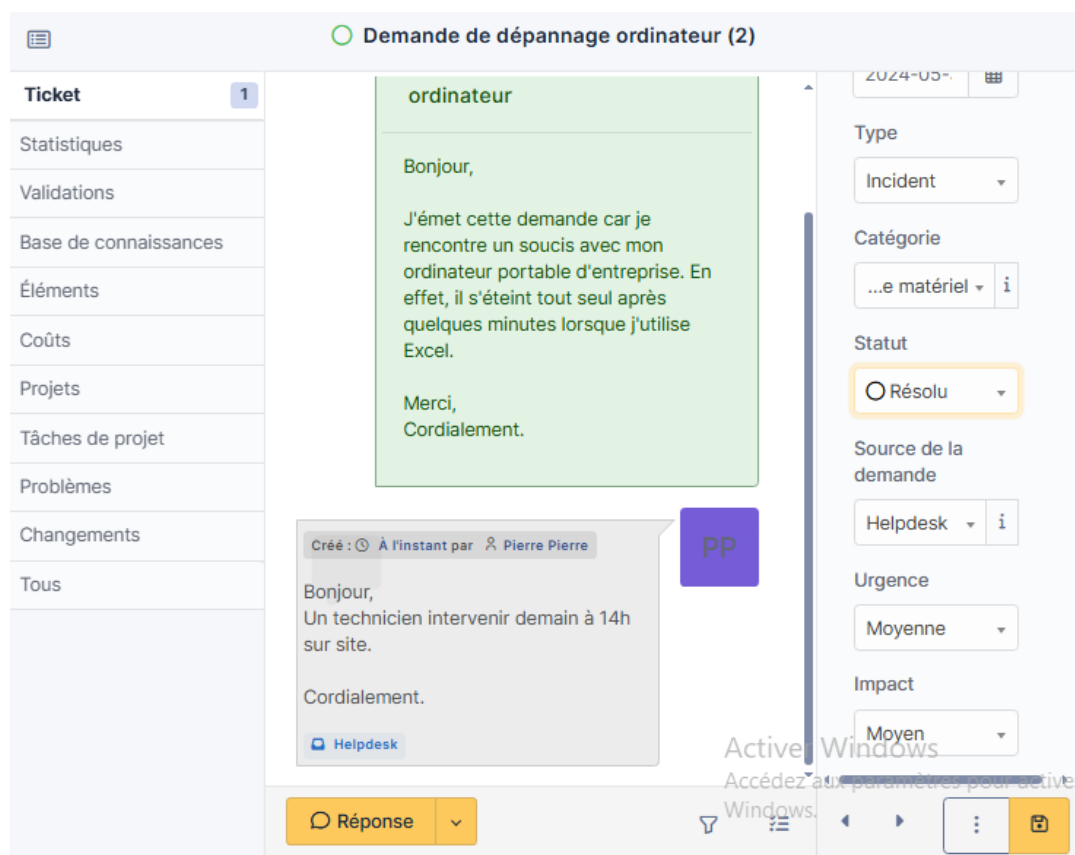 Demande de dépannage ordinateur (2)
Ticket 1
Statistiques
Validations
Base de connaissances
Éléments
Coûts
Projets
Tâches de projet
Problèmes
Changements
Tous
ordinateur
Bonjour,
J'émet cette demande car je
rencontre un soucis avec mon
ordinateur portable d'entreprise. En
effet, il s'éteint tout seul après
quelques minutes lorsque j'utilise
Excel.
Merci,
Cordialement.
Créé : À l'instant par Pierre Pierre
PP
Bonjour,
Un technicien intervenir demain à 14h
sur site.
Cordialement.
Helpdesk
Réponse
2024-05-
Type
Incident
Catégorie
...e matériel i
Statut
Résolu
Source de la
demande
Helpdesk i
Urgence
Moyenne
Impact
Moyen
Activer Windows
Accédez aux paramètres pour active
Windows.